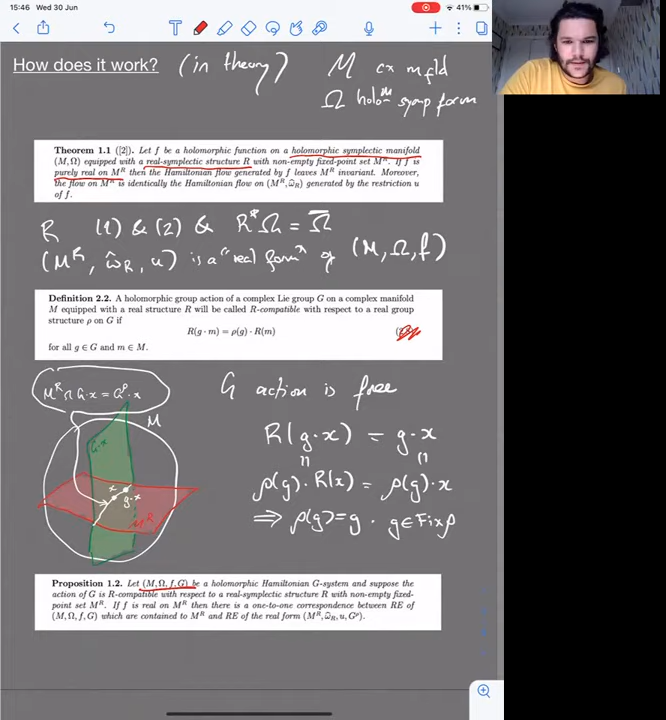 15:46 Wed 30 Jun
41%
How does it work? (in theory) M cx mfld
Ω holom symp form
Theorem 1.1 ([2]). Let f be a holomorphic function on a holomorphic symplectic manifold
(M, Ω) equipped with a real-symplectic structure R with non-empty fixed-point set M^R. If f is
purely real on M^R then the Hamiltonian flow generated by f leaves M^R invariant. Moreover,
the flow on M^R is identically the Hamiltonian flow on (M^R, ω̂_R) generated by the restriction u
of f.
R (1) & (2) & R*Ω = Ω̄
(M^R, ω̂_R, u) is a "real form" of (M, Ω, f)
Definition 2.2. A holomorphic group action of a complex Lie group G on a complex manifold
M equipped with a real structure R will be called R-compatible with respect to a real group
structure ρ on G if
R(g · m) = ρ(g) · R(m)
for all g ∈ G and m ∈ M.
M^R ∩ G·x = G^ρ·x
G action is free
M
G·x
R(g·x) = g·x
x
g·x
M^R
ρ(g)·R(x) = ρ(g)·x
⇒ ρ(g)=g . g∈Fixρ
Proposition 1.2. Let (M, Ω, f, G) be a holomorphic Hamiltonian G-system and suppose the
action of G is R-compatible with respect to a real-symplectic structure R with non-empty fixed-
point set M^R. If f is real on M^R then there is a one-to-one correspondence between RE of
(M, Ω, f, G) which are contained to M^R and RE of the real form (M^R, ω̂_R, u, G^ρ).